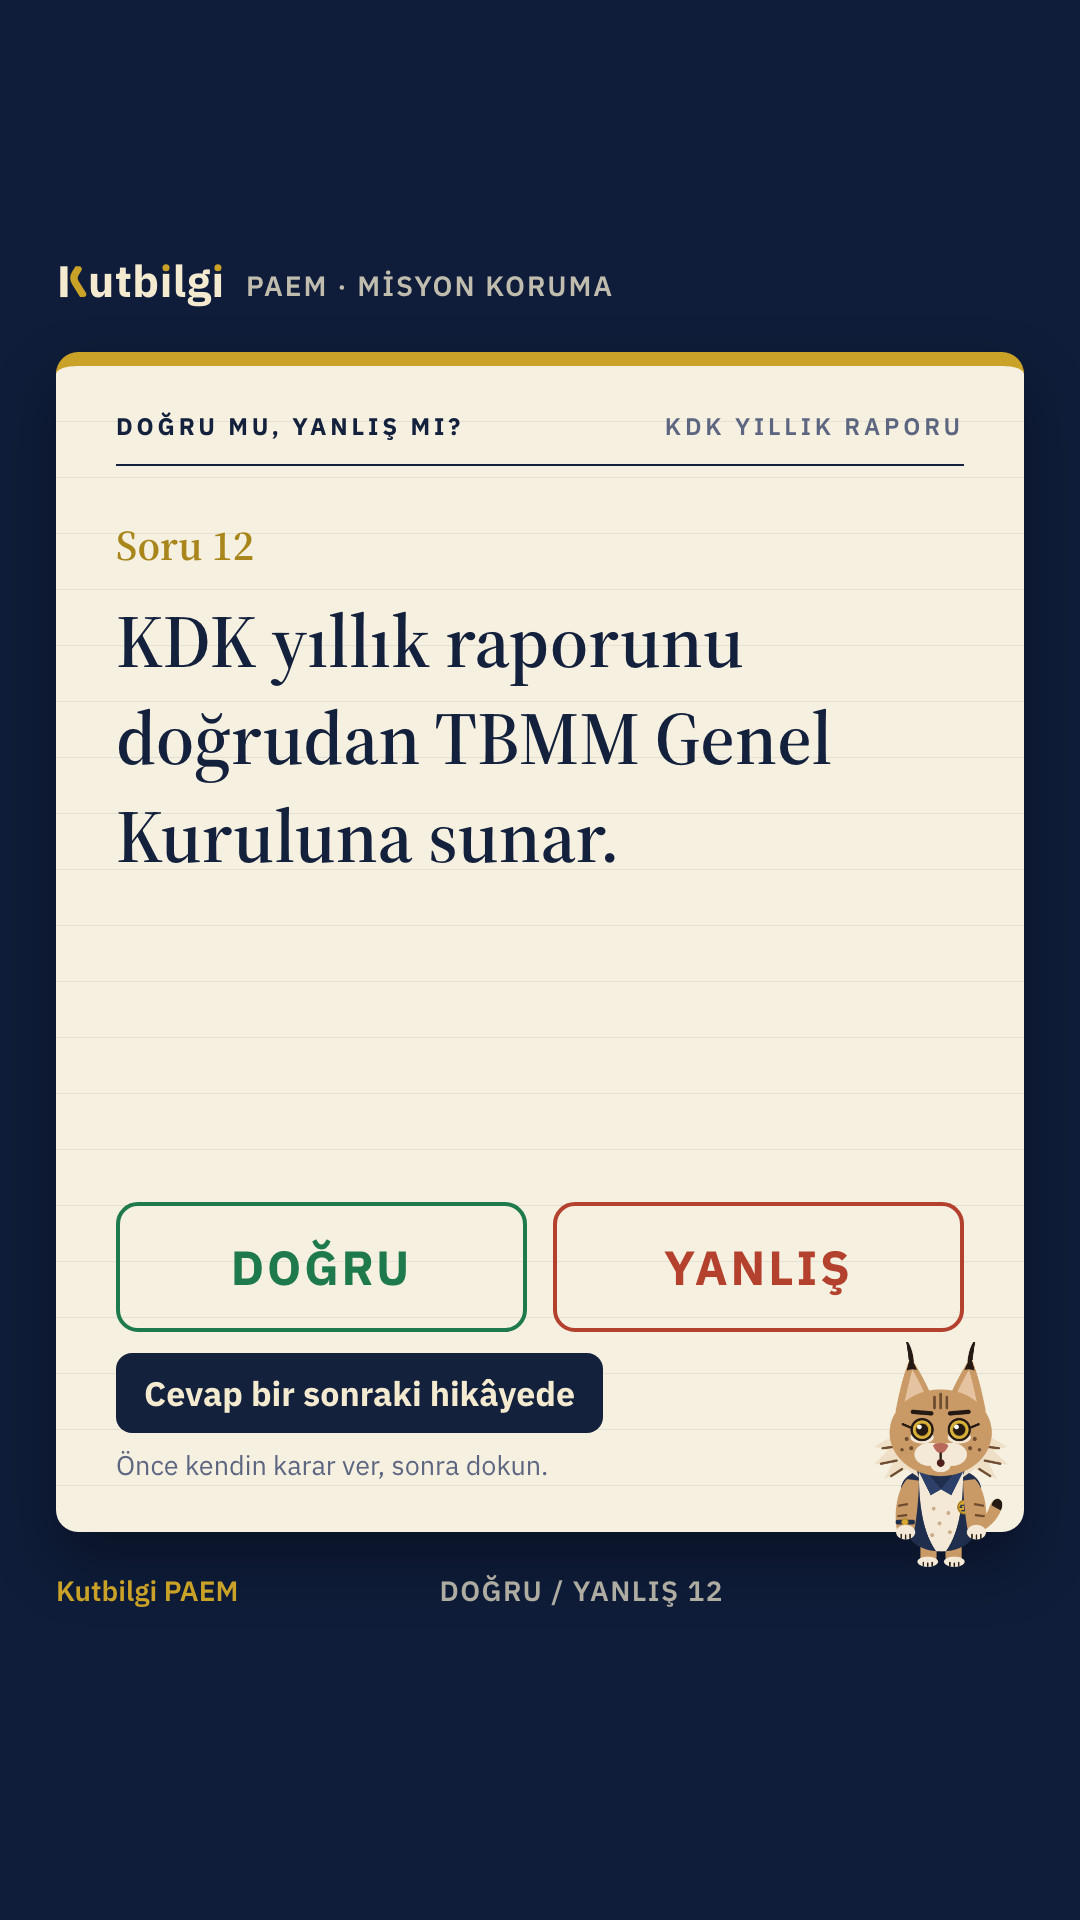 Kutbilgi PAEM · MİSYON KORUMA
DOĞRU MU, YANLIŞ MI? KDK YILLIK RAPORU
Soru 12
KDK yıllık raporunu
doğrudan TBMM Genel
Kuruluna sunar.
DOĞRU YANLIŞ
Cevap bir sonraki hikâyede
Önce kendin karar ver, sonra dokun.
Kutbilgi PAEM DOĞRU / YANLIŞ 12